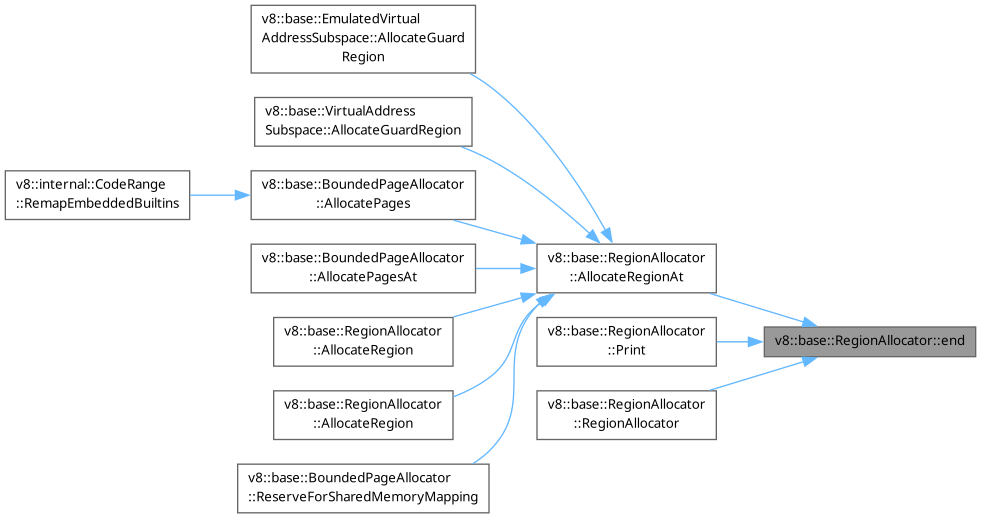 v8::base::EmulatedVirtual
AddressSubspace::AllocateGuard
Region
v8::base::VirtualAddress
Subspace::AllocateGuardRegion
v8::internal::CodeRange
::RemapEmbeddedBuiltins
v8::base::BoundedPageAllocator
::AllocatePages
v8::base::BoundedPageAllocator
::AllocatePagesAt
v8::base::RegionAllocator
::AllocateRegionAt
v8::base::RegionAllocator
::AllocateRegion
v8::base::RegionAllocator
::Print
v8::base::RegionAllocator::end
v8::base::RegionAllocator
::AllocateRegion
v8::base::RegionAllocator
::RegionAllocator
v8::base::BoundedPageAllocator
::ReserveForSharedMemoryMapping